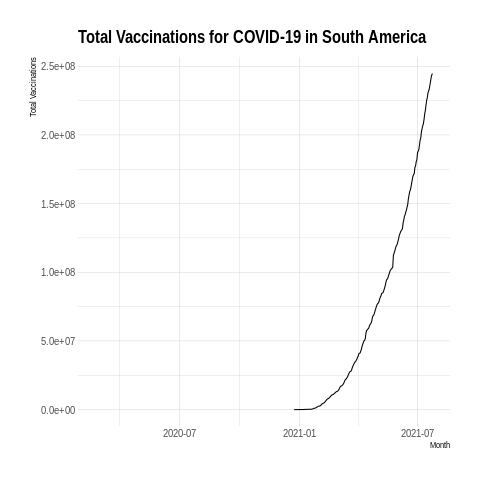 Total Vaccinations for COVID-19 in South America
Total Vaccinations
2.5e+08
2.0e+08
1.5e+08
1.0e+08
5.0e+07
0.0e+00
2020-07 2021-01 2021-07
Month